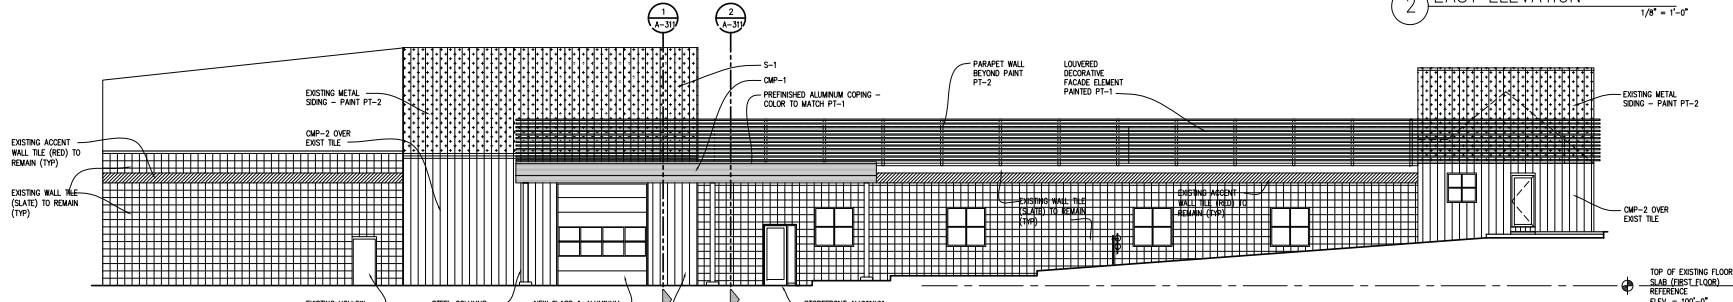 2
EAST ELEVATION
1/8" = 1'-0"
1
A-311
2
A-311
S-1
CMP-1
PREFINISHED ALUMINUM COPING -
COLOR TO MATCH PT-1
PARAPET WALL
BEYOND PAINT
PT-2
LOUVERED
DECORATIVE
FACADE ELEMENT
PAINTED PT-1
EXISTING METAL
SIDING - PAINT PT-2
EXISTING METAL
SIDING - PAINT PT-2
CMP-2 OVER
EXIST TILE
EXISTING ACCENT
WALL TILE (RED) TO
REMAIN (TYP)
EXISTING WALL TILE
(SLATE) TO REMAIN
(TYP)
EXISTING WALL TILE
(SLATE) TO REMAIN
(TYP)
EXISTING ACCENT
WALL TILE (RED) TO
REMAIN (TYP)
CMP-2 OVER
EXIST TILE
TOP OF EXISTING FLOOR
SLAB (FIRST FLOOR)
REFERENCE
ELEV. = 100'-0"